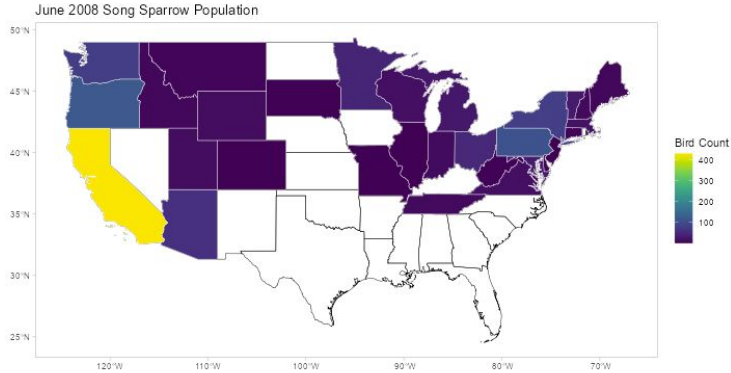 June 2008 Song Sparrow Population
50°N
45°N
40°N
35°N
30°N
25°N
120°W
110°W
100°W
90°W
80°W
70°W
Bird Count
400
300
200
100